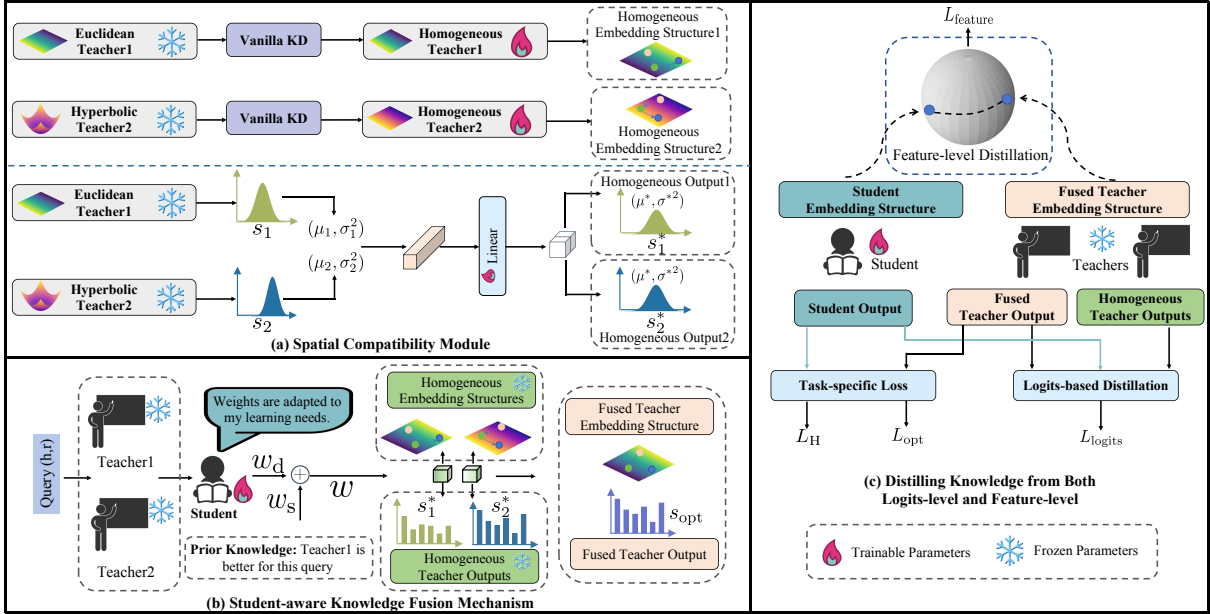 Euclidean
Teacher1
Vanilla KD
Homogeneous
Teacher1
Homogeneous
Embedding Structure1
Hyperbolic
Teacher2
Vanilla KD
Homogeneous
Teacher2
Homogeneous
Embedding Structure2
Euclidean
Teacher1
s₁
(μ₁, σ₁²)
(μ₂, σ₂²)
Hyperbolic
Teacher2
s₂
Linear
Homogeneous Output1
(μ*, σ*²)
s₁*
(μ*, σ*²)
s₂*
Homogeneous Output2
(a) Spatial Compatibility Module
Query (h,r)
Teacher1
Teacher2
Weights are adapted to
my learning needs.
Student
w_d
w_s
w
Prior Knowledge: Teacher1 is
better for this query
Homogeneous
Embedding Structures
s₁*
s₂*
Homogeneous
Teacher Outputs
Fused Teacher
Embedding Structure
s_opt
Fused Teacher Output
(b) Student-aware Knowledge Fusion Mechanism
L_feature
Feature-level Distillation
Student
Embedding Structure
Fused Teacher
Embedding Structure
Student
Teachers
Student Output
Fused
Teacher Output
Homogeneous
Teacher Outputs
Task-specific Loss
Logits-based Distillation
L_H
L_opt
L_logits
(c) Distilling Knowledge from Both
Logits-level and Feature-level
Trainable Parameters
Frozen Parameters